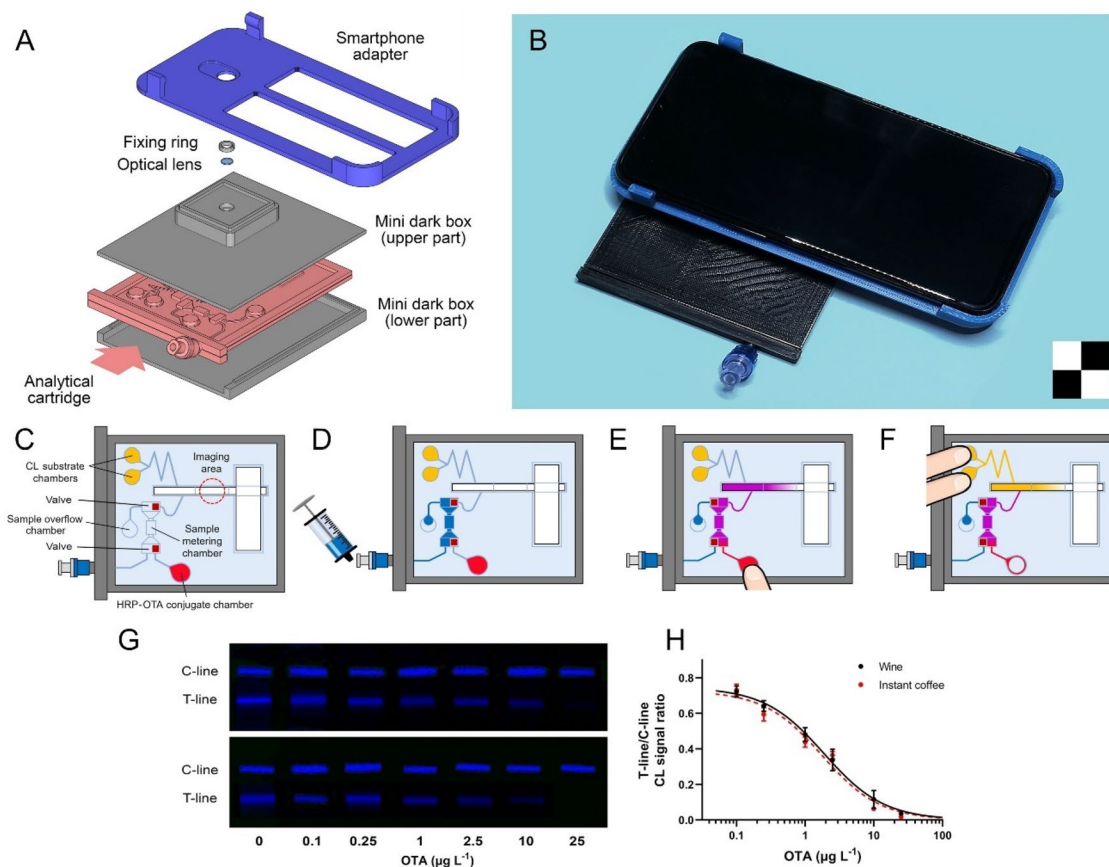 A
Smartphone
adapter
Fixing ring
Optical lens
Mini dark box
(upper part)
Mini dark box
(lower part)
Analytical
cartridge
B
C
CL substrate
chambers
Imaging
area
Valve
Sample overflow
chamber
Sample
metering
chamber
Valve
HRP-OTA conjugate chamber
D
E
F
G
C-line
T-line
C-line
T-line
0 0.1 0.25 1 2.5 10 25
OTA (µg L⁻¹)
H
Wine
Instant coffee
T-line/C-line
CL signal ratio
0.8
0.6
0.4
0.2
0.0
0.1 1 10 100
OTA (µg L⁻¹)